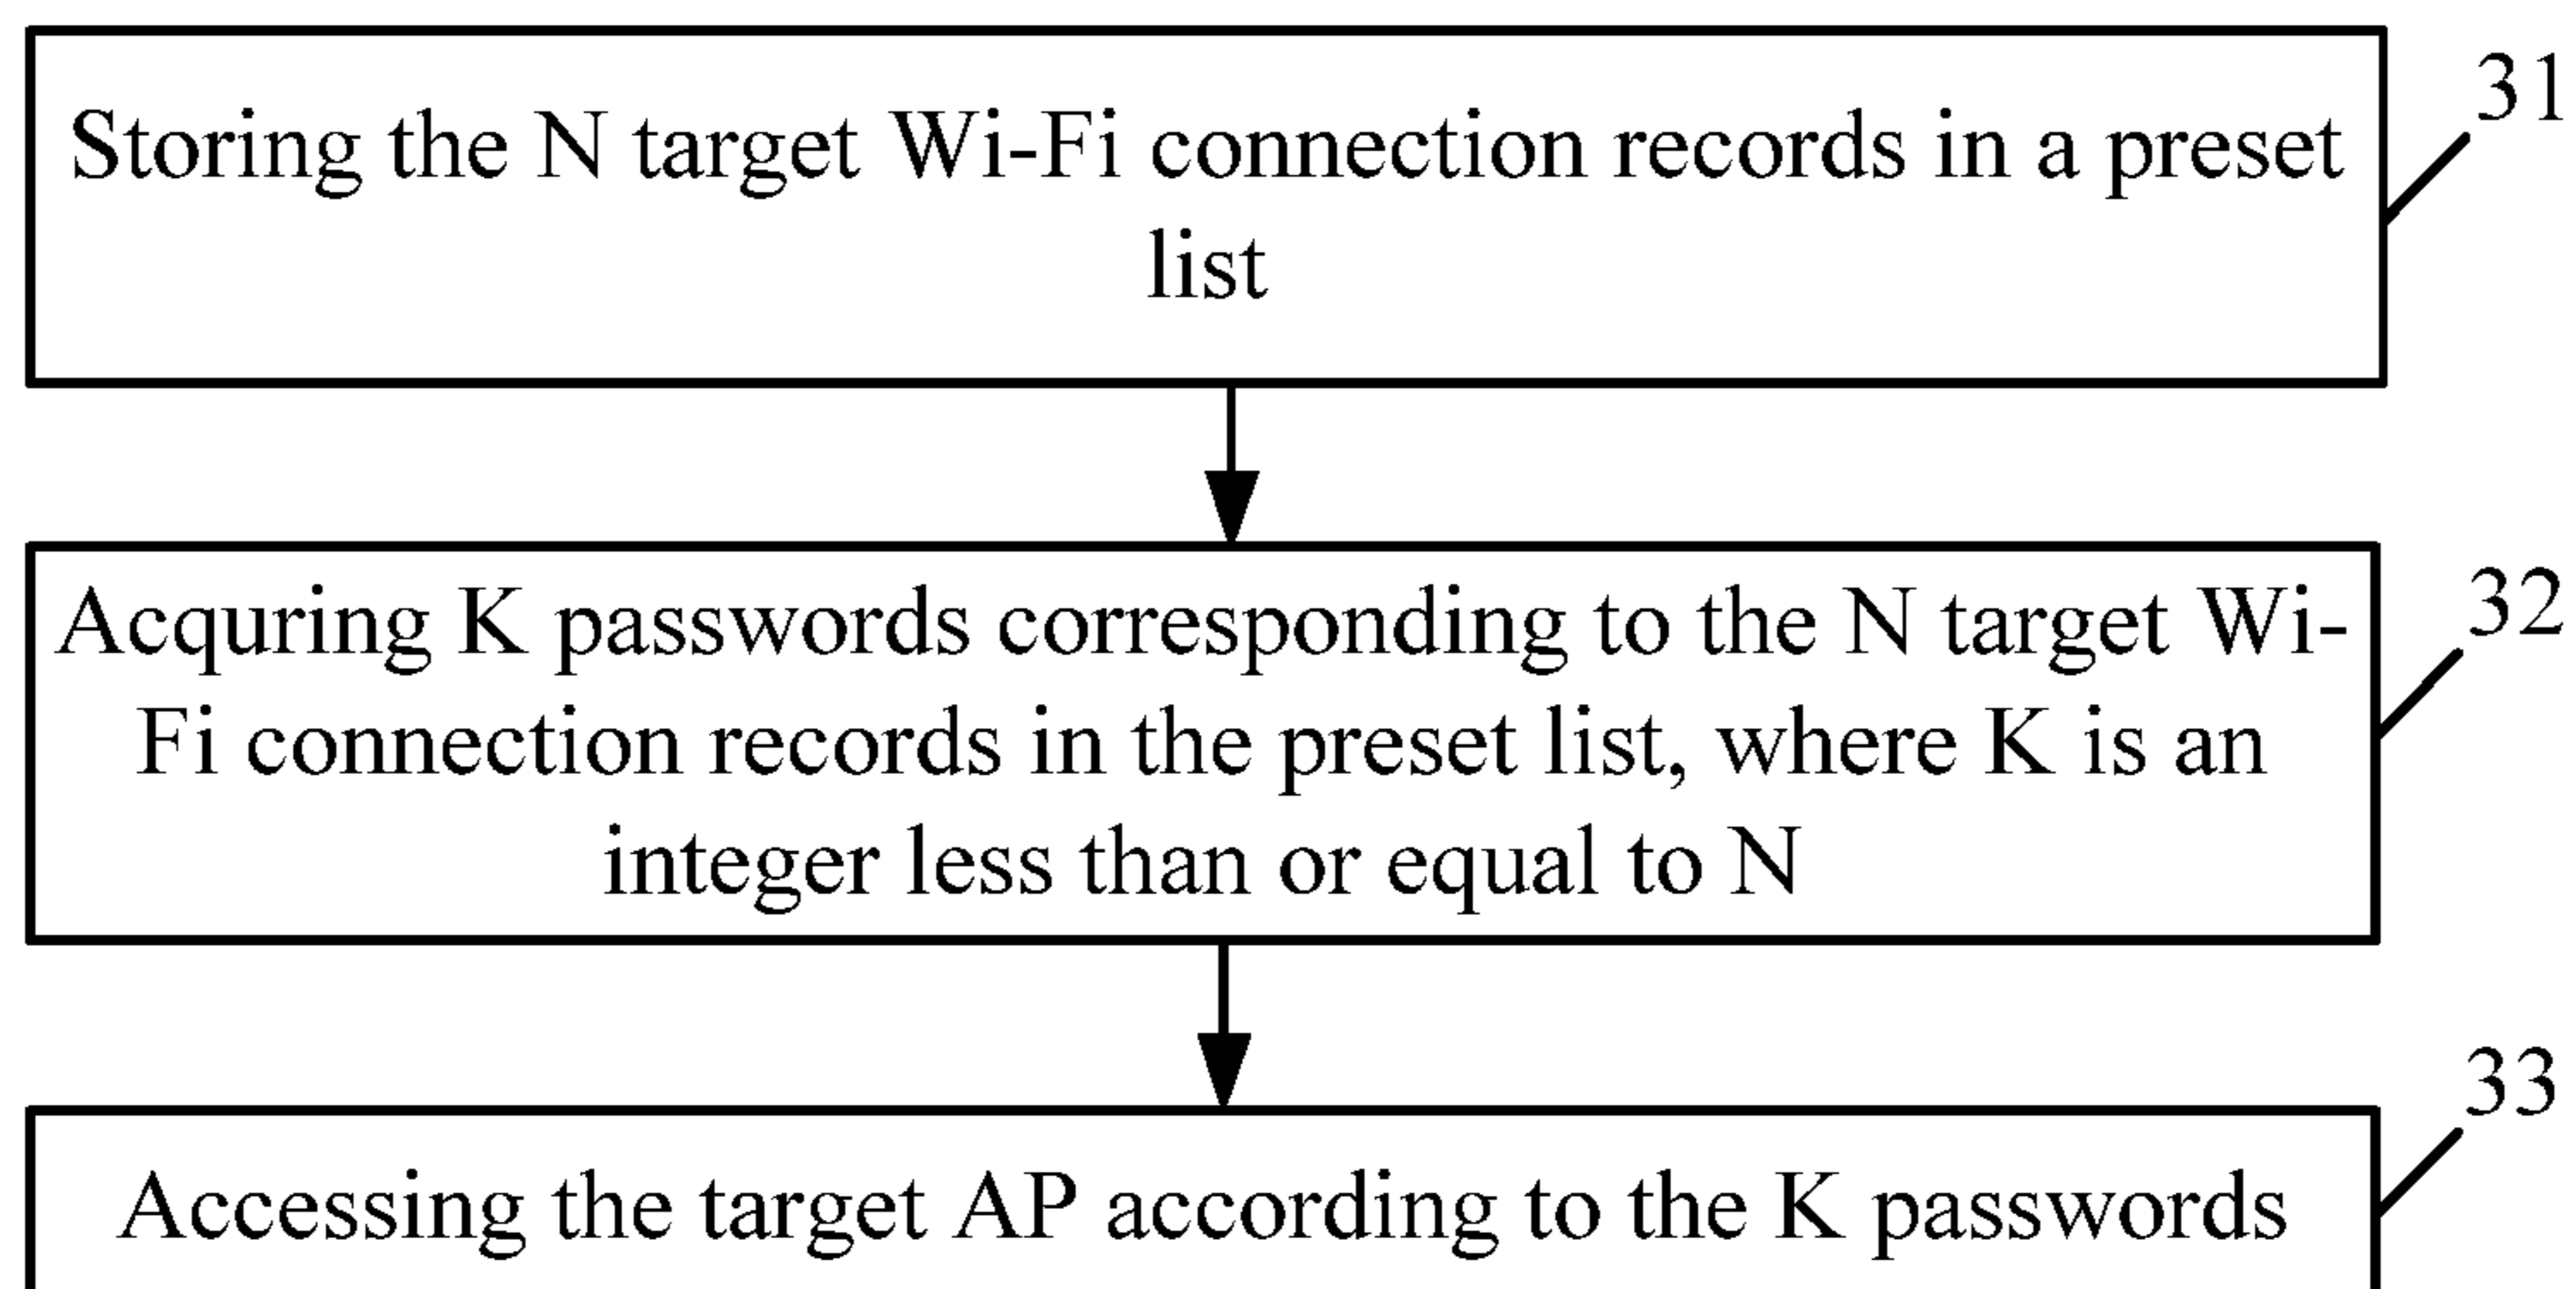 31
Storing the N target Wi-Fi connection records in a preset
list
32
Acquring K passwords corresponding to the N target Wi-
Fi connection records in the preset list, where K is an
integer less than or equal to N
33
Accessing the target AP according to the K passwords